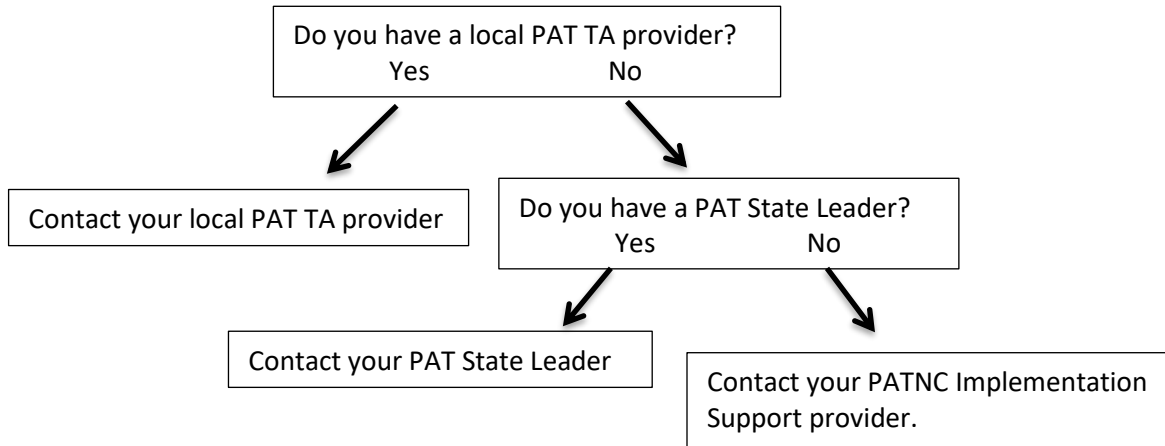 Do you have a local PAT TA provider?
Yes No
Contact your local PAT TA provider
Do you have a PAT State Leader?
Yes No
Contact your PAT State Leader
Contact your PATNC Implementation
Support provider.